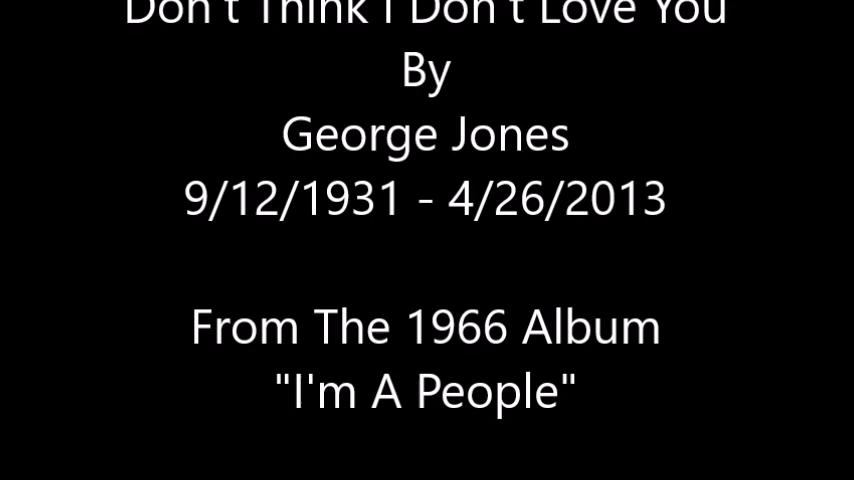 Don't Think I Don't Love You
By
George Jones
9/12/1931 - 4/26/2013
From The 1966 Album
"I'm A People"